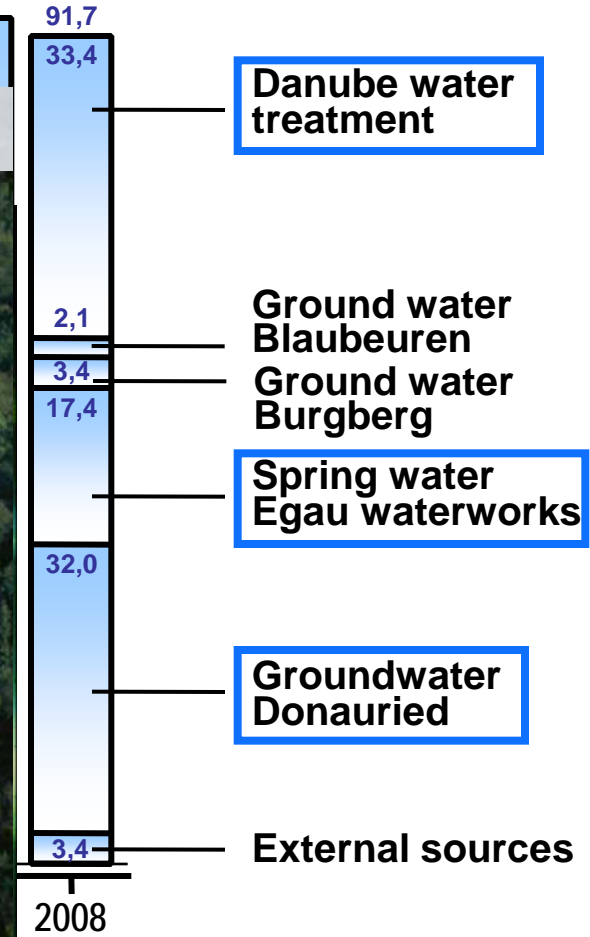 91,7
33,4
Danube water
treatment
2,1
Ground water
Blaubeuren
3,4
Ground water
Burgberg
17,4
Spring water
Egau waterworks
32,0
Groundwater
Donauried
3,4
External sources
2008